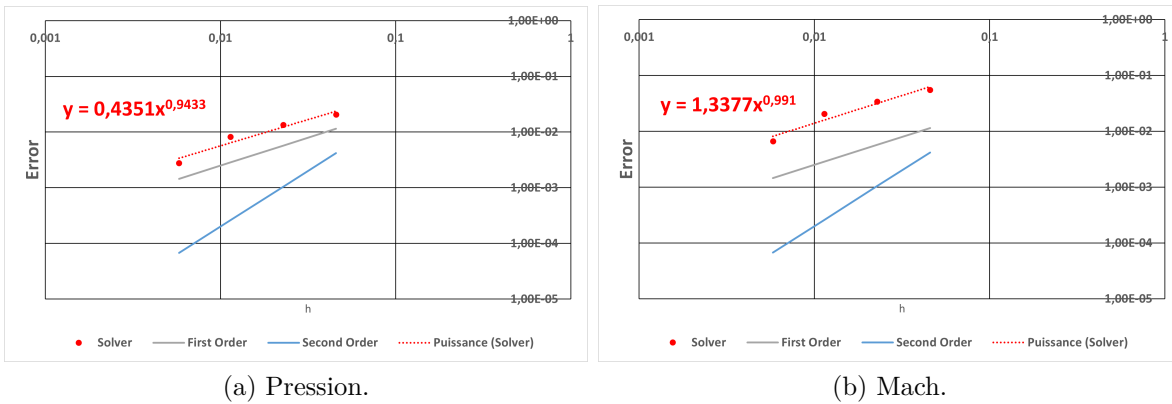 1,00E+00
0,001 0,01 0,1 1
1,00E-01
y = 0,4351x^0,9433
1,00E-02
Error
1,00E-03
1,00E-04
1,00E-05
h
Solver First Order Second Order Puissance (Solver)
(a) Pression.
1,00E+00
0,001 0,01 0,1 1
1,00E-01
y = 1,3377x^0,991
1,00E-02
Error
1,00E-03
1,00E-04
1,00E-05
h
Solver First Order Second Order Puissance (Solver)
(b) Mach.